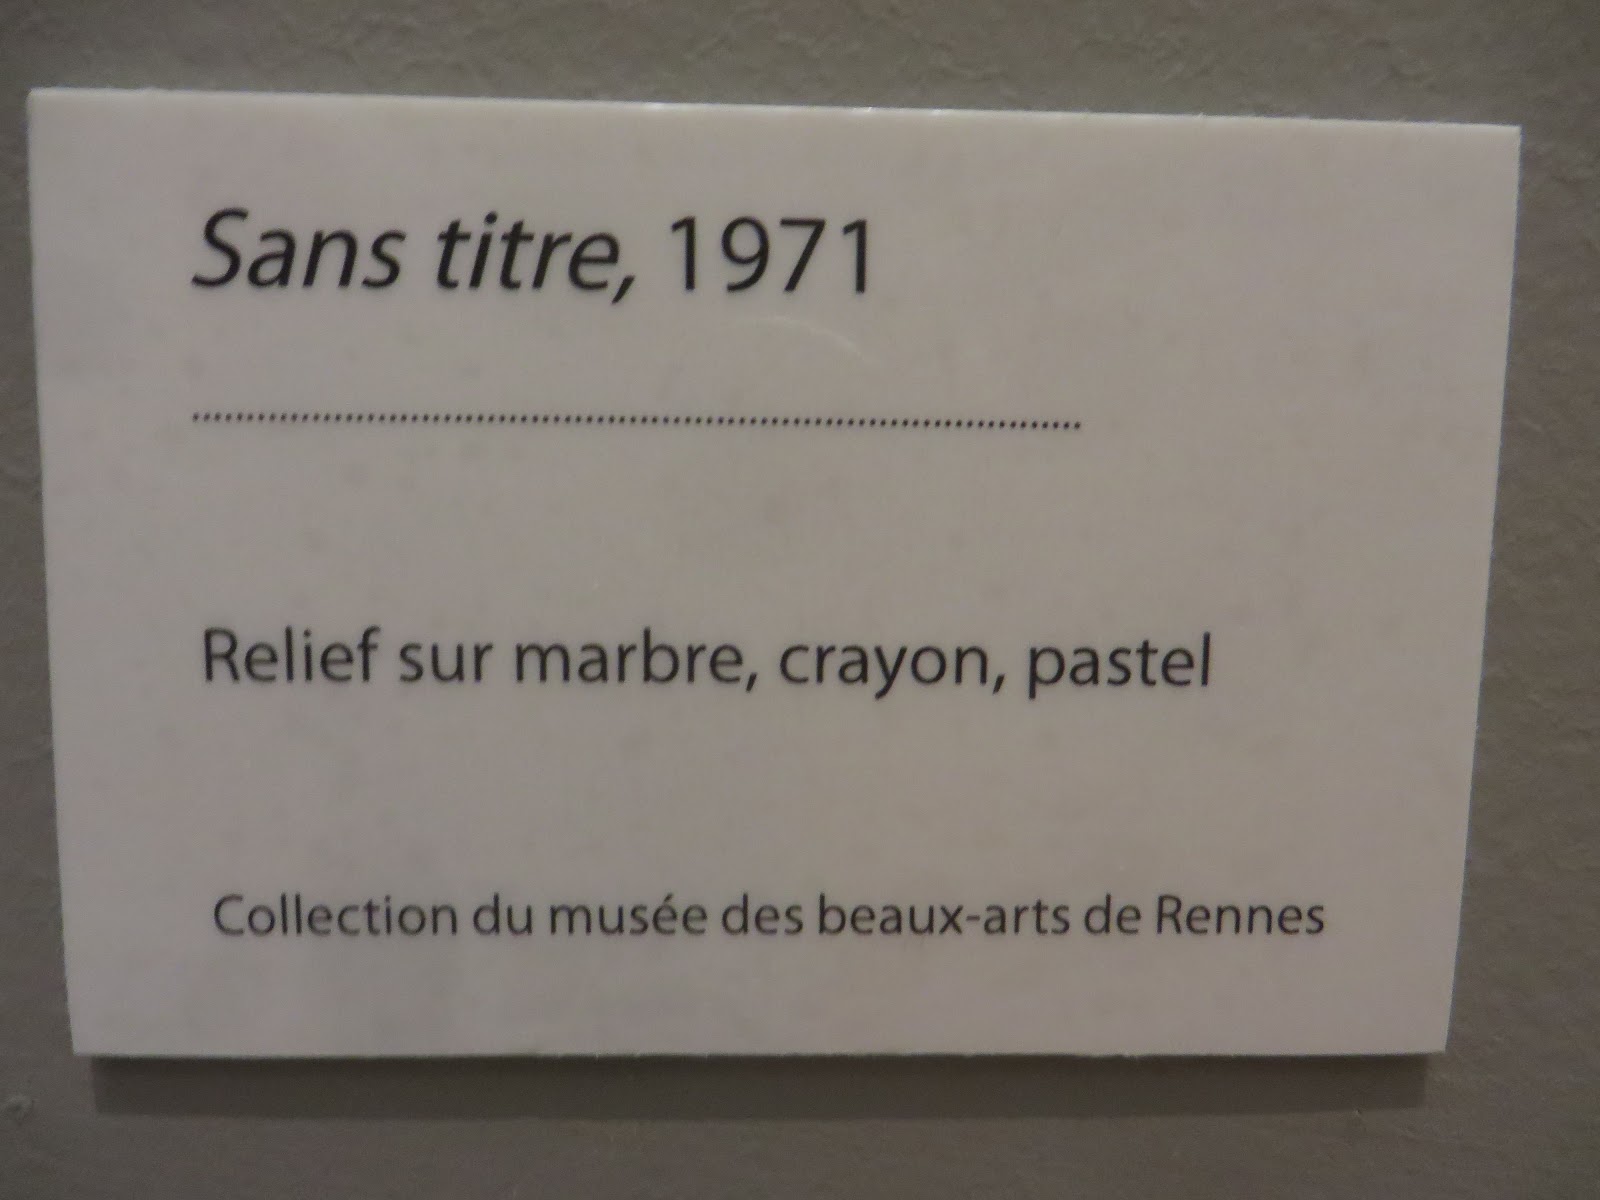 Sans titre, 1971
Relief sur marbre, crayon, pastel
Collection du musée des beaux-arts de Rennes